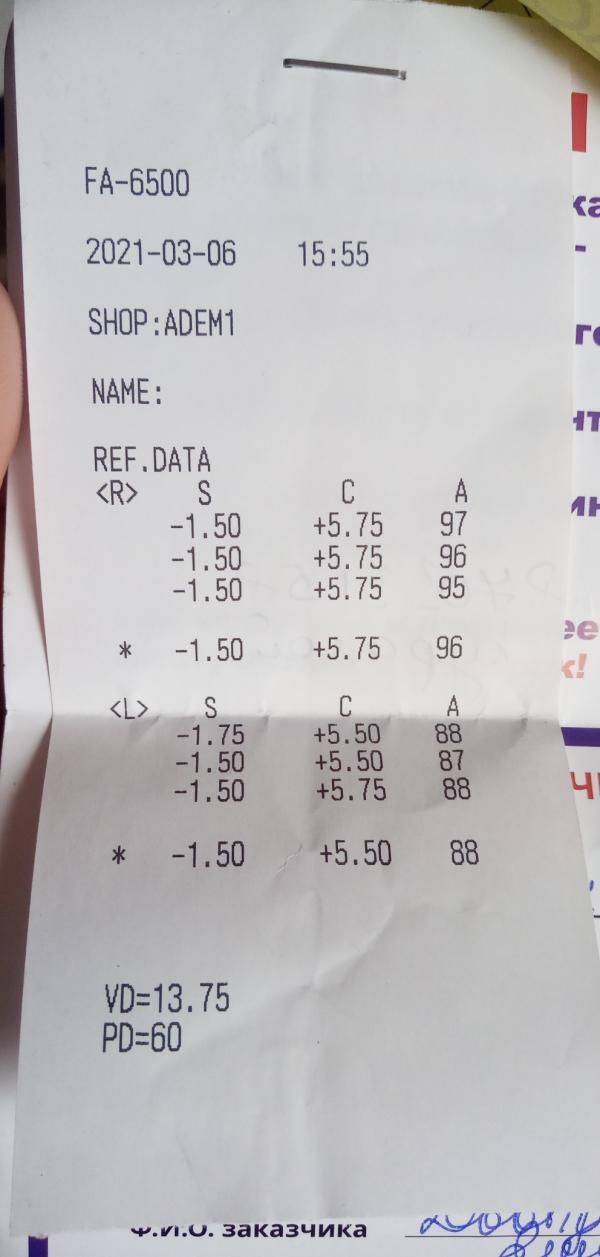 FA-6500
2021-03-06 15:55
SHOP:ADEM1
NAME:
REF.DATA
<R> S C A
-1.50 +5.75 97
-1.50 +5.75 96
-1.50 +5.75 95
* -1.50 +5.75 96
<L> S C A
-1.75 +5.50 88
-1.50 +5.50 87
-1.50 +5.75 88
* -1.50 +5.50 88
VD=13.75
PD=60
Ф.И.О. заказчика